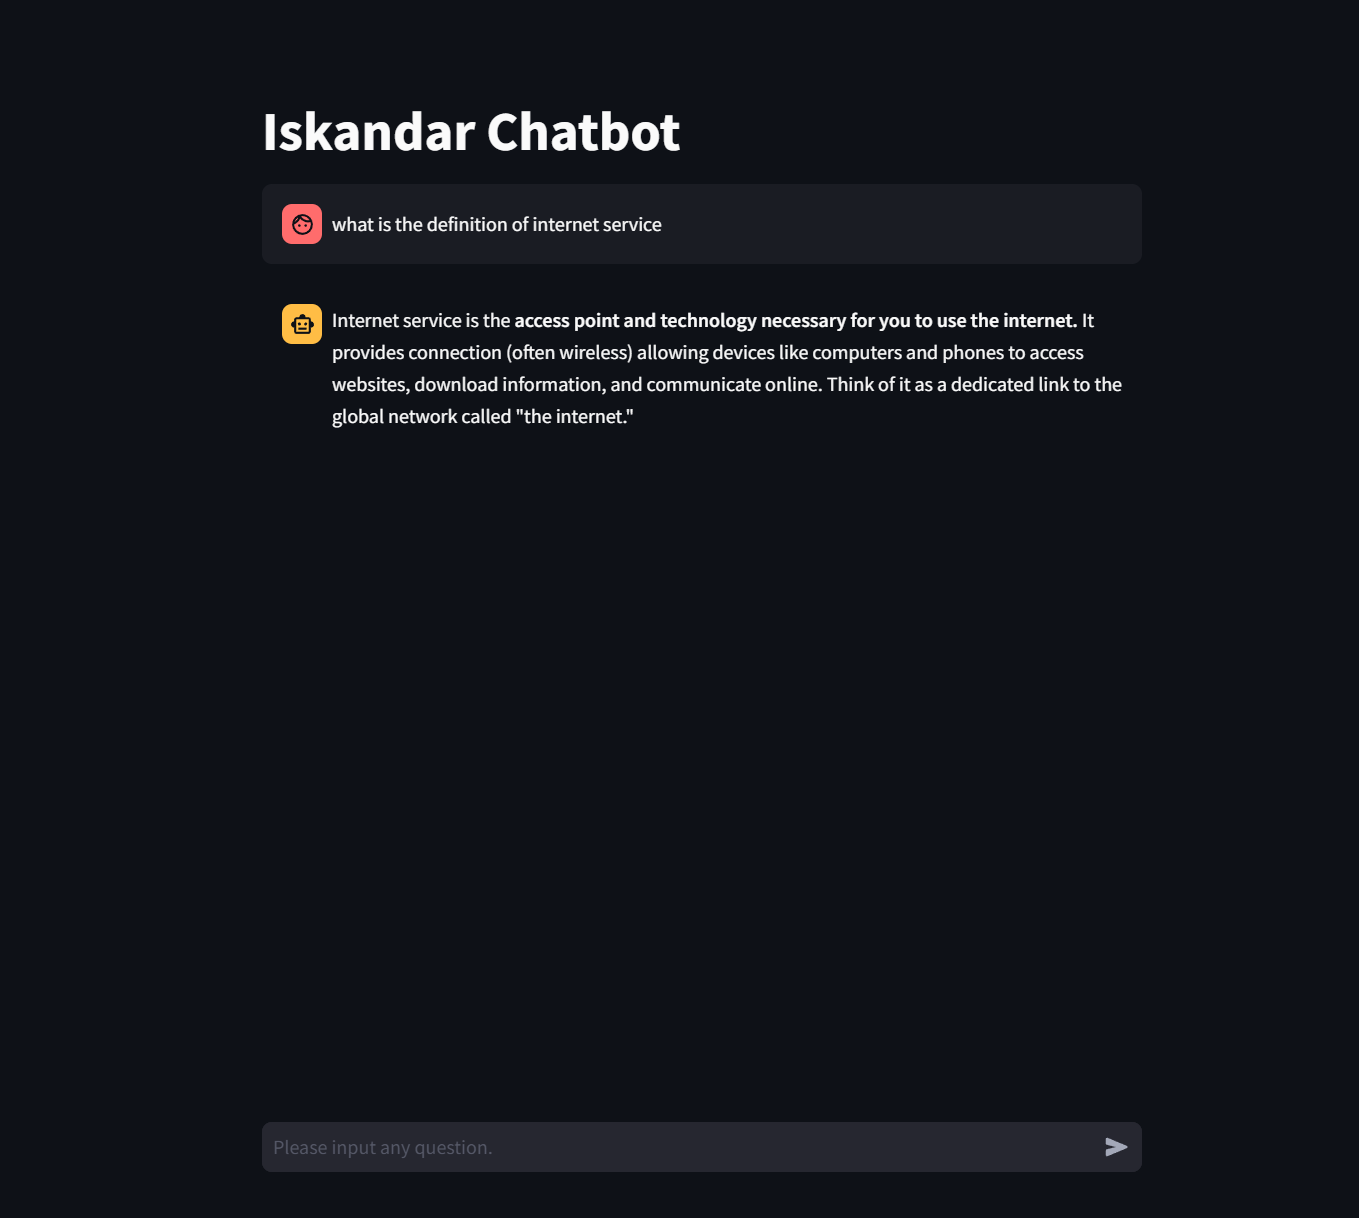 Iskandar Chatbot
what is the definition of internet service
Internet service is the access point and technology necessary for you to use the internet. It
provides connection (often wireless) allowing devices like computers and phones to access
websites, download information, and communicate online. Think of it as a dedicated link to the
global network called "the internet."
Please input any question.